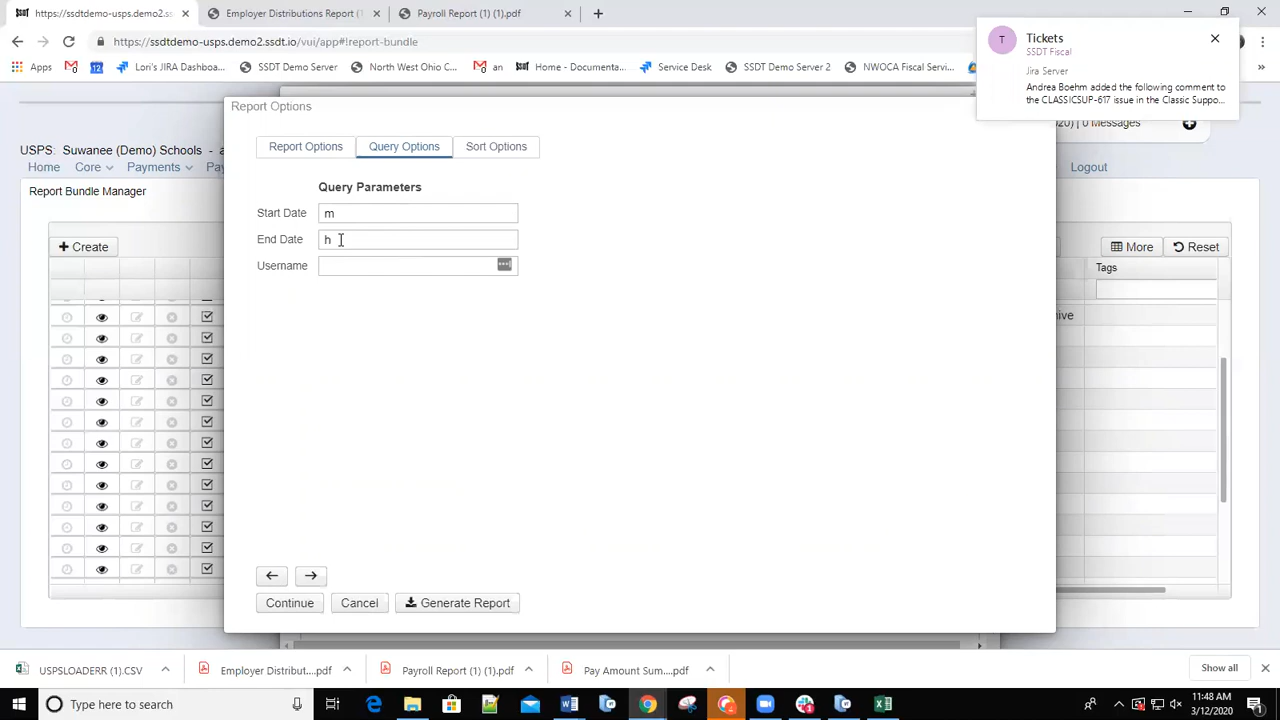 https://ssdtdemo-usps.demo2.ss
Employer Distributions Report (
Payroll Report (1) (1).pdf
https://ssdtdemo-usps.demo2.ssdt.io/vui/app#!report-bundle
Apps
Lori's JIRA Dashboa...
SSDT Demo Server
North West Ohio C...
an
Home - Documenta...
Service Desk
SSDT Demo Server 2
NWOCA Fiscal Servi...
T
Tickets
SSDT Fiscal
Jira Server
Andrea Boehm added the following comment to
the CLASSICSUP-617 issue in the Classic Suppo...
USPS: Suwanee (Demo) Schools - a
20) | 0 Messages
Home
Core
Payments
Pay
Logout
Report Bundle Manager
Create
More
Reset
Tags
hive
Report Options
Report Options
Query Options
Sort Options
Query Parameters
Start Date
m
End Date
h
Username
Continue
Cancel
Generate Report
USPSLOADERR (1).CSV
Employer Distribut....pdf
Payroll Report (1) (1).pdf
Pay Amount Sum....pdf
Show all
Type here to search
11:48 AM
3/12/2020